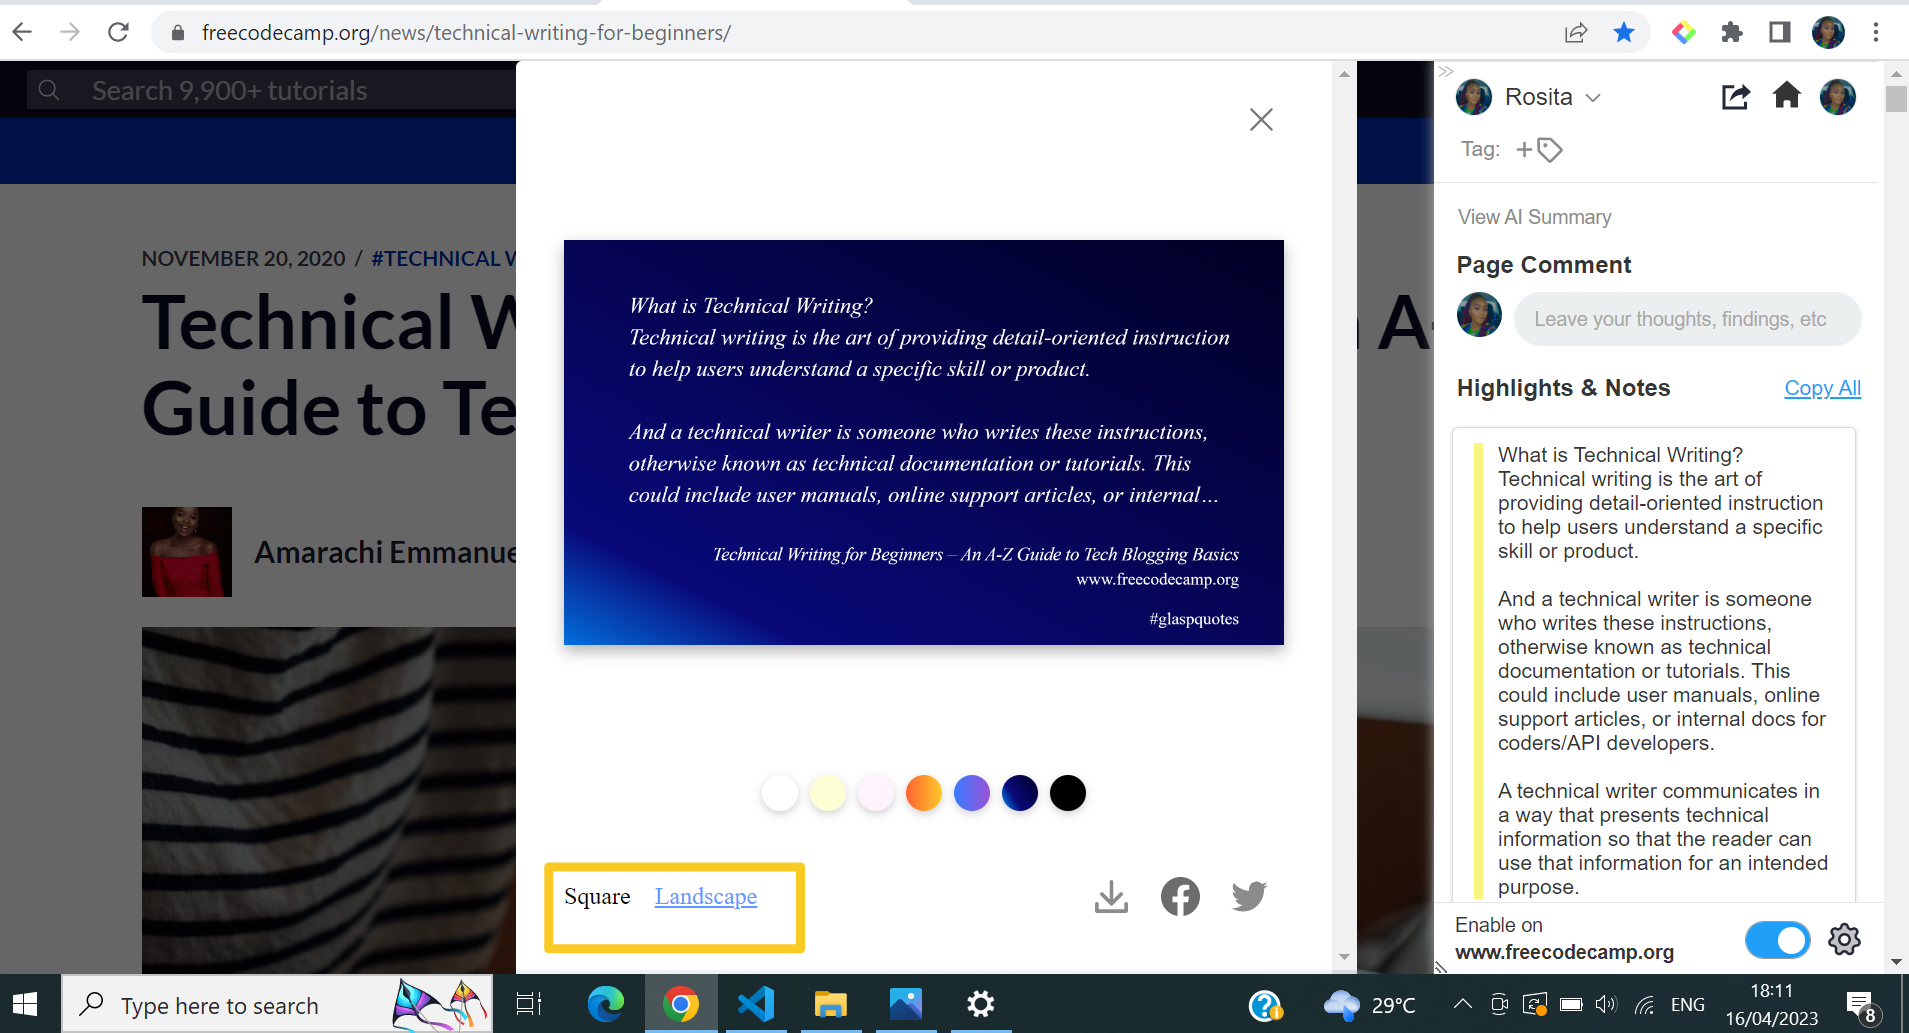 freecodecamp.org/news/technical-writing-for-beginners/
Search 9,900+ tutorials
NOVEMBER 20, 2020 / #TECHNICAL W
Technical W
A-
Guide to Te
Amarachi Emmanue
What is Technical Writing?
Technical writing is the art of providing detail-oriented instruction
to help users understand a specific skill or product.
And a technical writer is someone who writes these instructions,
otherwise known as technical documentation or tutorials. This
could include user manuals, online support articles, or internal…
Technical Writing for Beginners – An A-Z Guide to Tech Blogging Basics
www.freecodecamp.org
#glaspquotes
Square Landscape
Rosita
Tag: +
View AI Summary
Page Comment
Leave your thoughts, findings, etc
Highlights & Notes Copy All
What is Technical Writing?
Technical writing is the art of
providing detail-oriented instruction
to help users understand a specific
skill or product.
And a technical writer is someone
who writes these instructions,
otherwise known as technical
documentation or tutorials. This
could include user manuals, online
support articles, or internal docs for
coders/API developers.
A technical writer communicates in
a way that presents technical
information so that the reader can
use that information for an intended
purpose.
Enable on
www.freecodecamp.org
Type here to search
29°C
ENG
18:11
16/04/2023
8